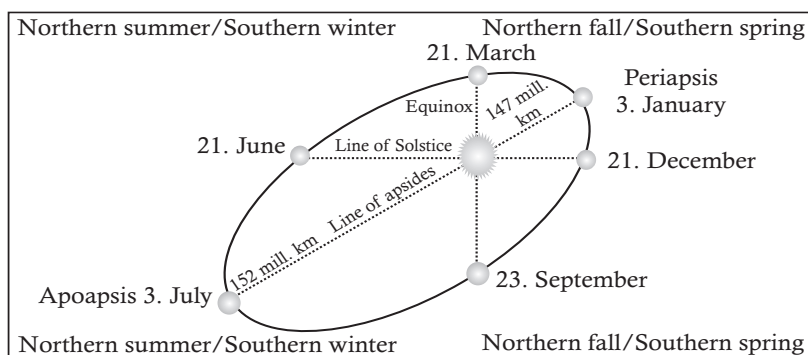 Northern summer/Southern winter
Northern fall/Southern spring
21. March
Periapsis
3. January
147 mill.
km
Equinox
21. June
Line of Solstice
21. December
Line of apsides
152 mill. km
23. September
Apoapsis 3. July
Northern summer/Southern winter
Northern fall/Southern spring